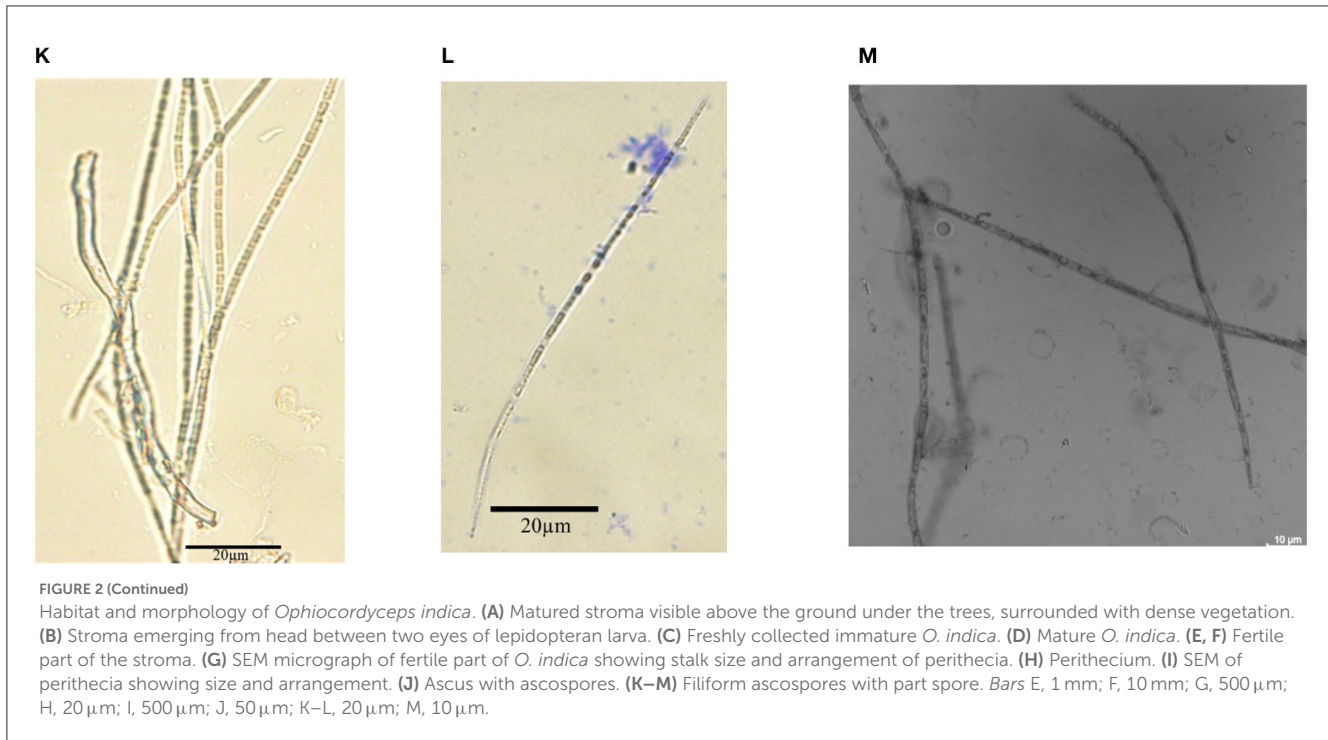 K
L
M
20μm
20μm
10 μm
FIGURE 2 (Continued)
Habitat and morphology of Ophiocordyceps indica. (A) Matured stroma visible above the ground under the trees, surrounded with dense vegetation.
(B) Stroma emerging from head between two eyes of lepidopteran larva. (C) Freshly collected immature O. indica. (D) Mature O. indica. (E, F) Fertile
part of the stroma. (G) SEM micrograph of fertile part of O. indica showing stalk size and arrangement of perithecia. (H) Perithecium. (I) SEM of
perithecia showing size and arrangement. (J) Ascus with ascospores. (K–M) Filiform ascospores with part spore. Bars E, 1 mm; F, 10 mm; G, 500 μm;
H, 20 μm; I, 500 μm; J, 50 μm; K–L, 20 μm; M, 10 μm.